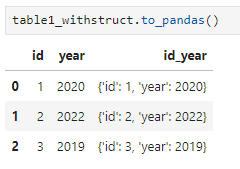 table1_withstruct.to_pandas()
id year id_year
0 1 2020 {'id': 1, 'year': 2020}
1 2 2022 {'id': 2, 'year': 2022}
2 3 2019 {'id': 3, 'year': 2019}